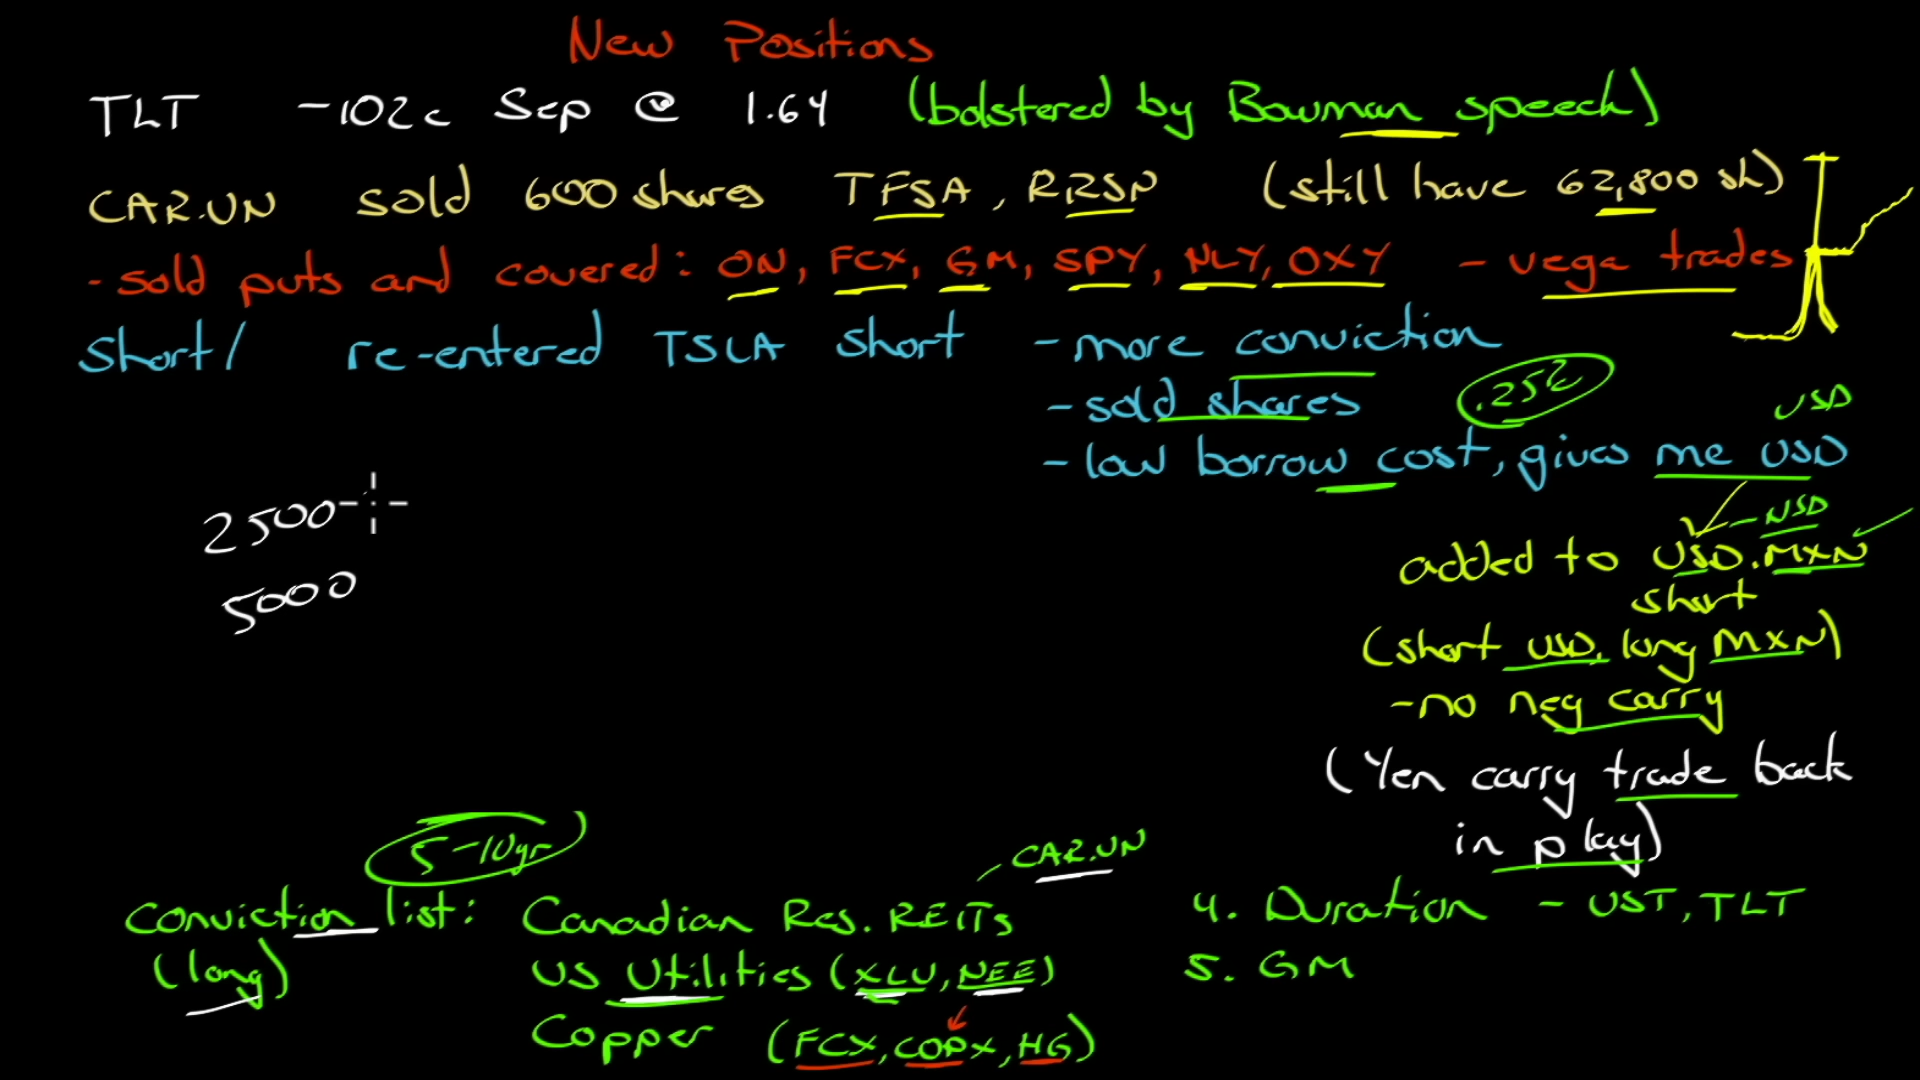 New Positions
TLT -102c Sep @ 1.64 (bolstered by Bowman speech)
CAR.UN sold 600 shares TFSA, RRSP (still have 62,800 sh)
- sold puts and covered: ON, FCX, GM, SPY, NLY, OXY - vega trades
Short/ re-entered TSLA short - more conviction
- sold shares .25%
USD
- low borrow cost, gives me USD
2500
5000
- USD
added to USD.MXN
short
(short USD, long MXN)
- no neg carry
(Yen carry trade back
in play)
5-10yr
CAR.UN
Conviction list: Canadian Res. REITs
(long) US Utilities (XLU, NEE)
Copper (FCX, COPX, HG)
4. Duration - UST, TLT
5. GM